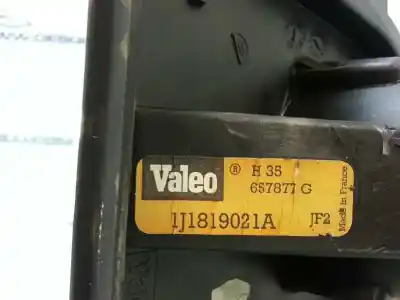 Valeo ® H 35
657877 G
1J1819021A JF2
Made in France